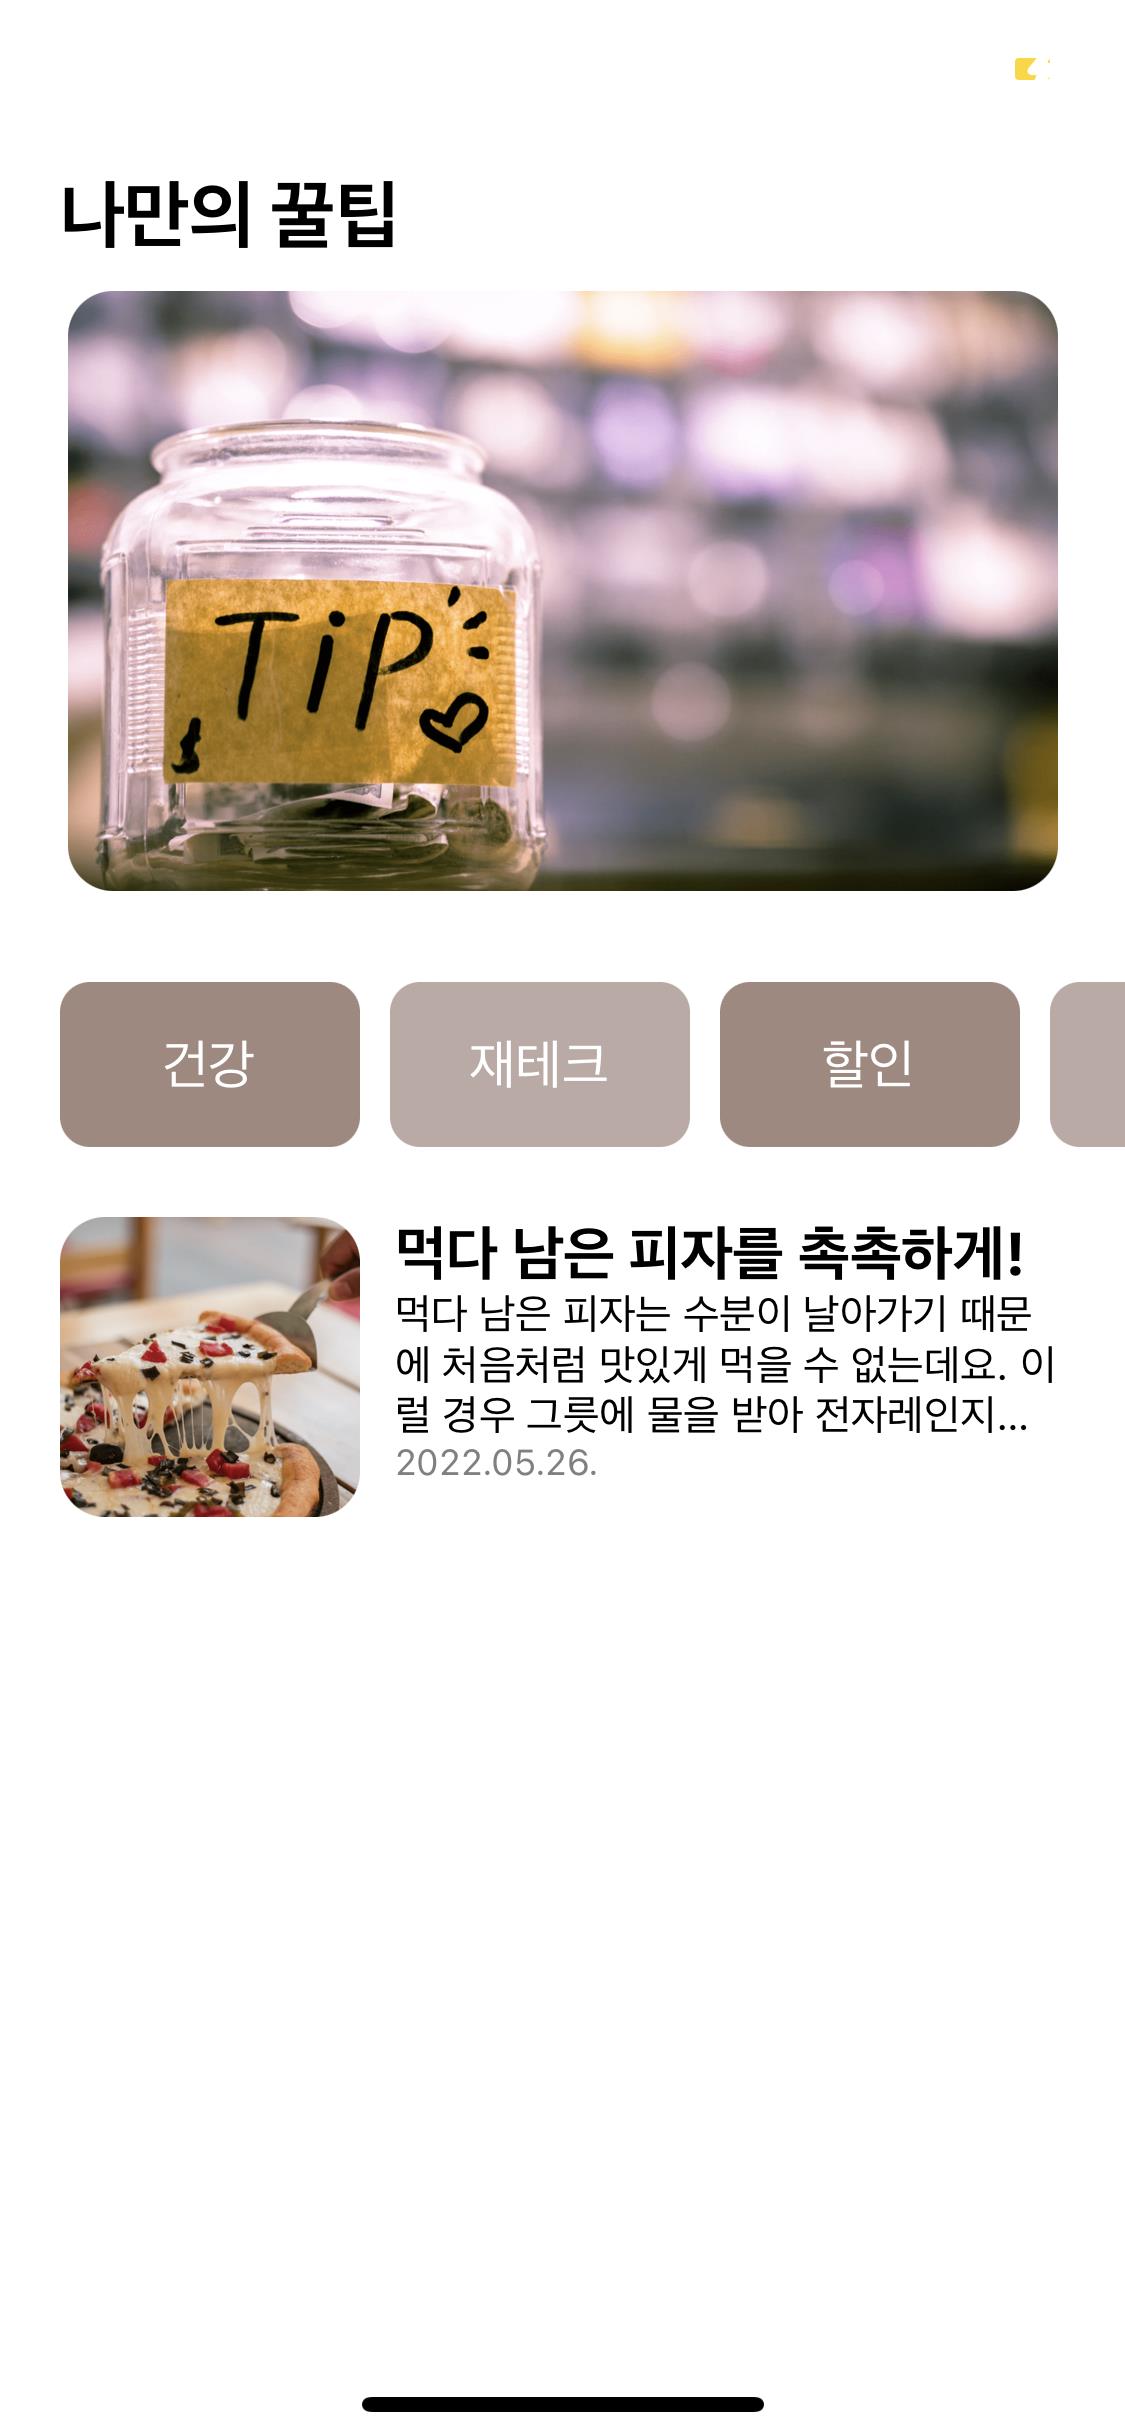 나만의 꿀팁
Tip
건강
재테크
할인
먹다 남은 피자를 촉촉하게!
먹다 남은 피자는 수분이 날아가기 때문
에 처음처럼 맛있게 먹을 수 없는데요. 이
럴 경우 그릇에 물을 받아 전자레인지...
2022.05.26.